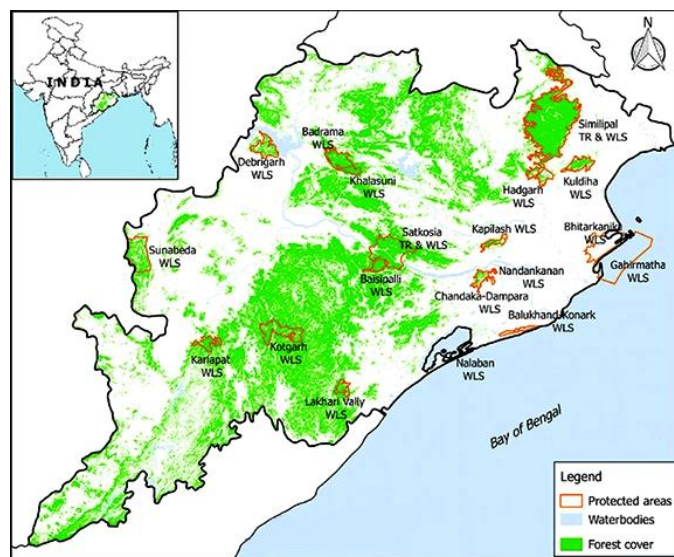 INDIA
N
Badrama
WLS
Debrigarh
WLS
Khalasuni
WLS
Similipal
TR & WLS
Hadgarh
WLS
Kuldiha
WLS
Sunabeda
WLS
Satkosia
TR & WLS
Kapilash WLS
Bhitarkanika
WLS
Baisipalli
WLS
Nandankanan
WLS
Gahirmatha
WLS
Chandaka-Dampara
WLS
Balukhand Konark
WLS
Karlapat
WLS
Kotgarh
WLS
Nalaban
WLS
Lakhari Vally
WLS
Bay of Bengal
Legend
Protected areas
Waterbodies
Forest cover